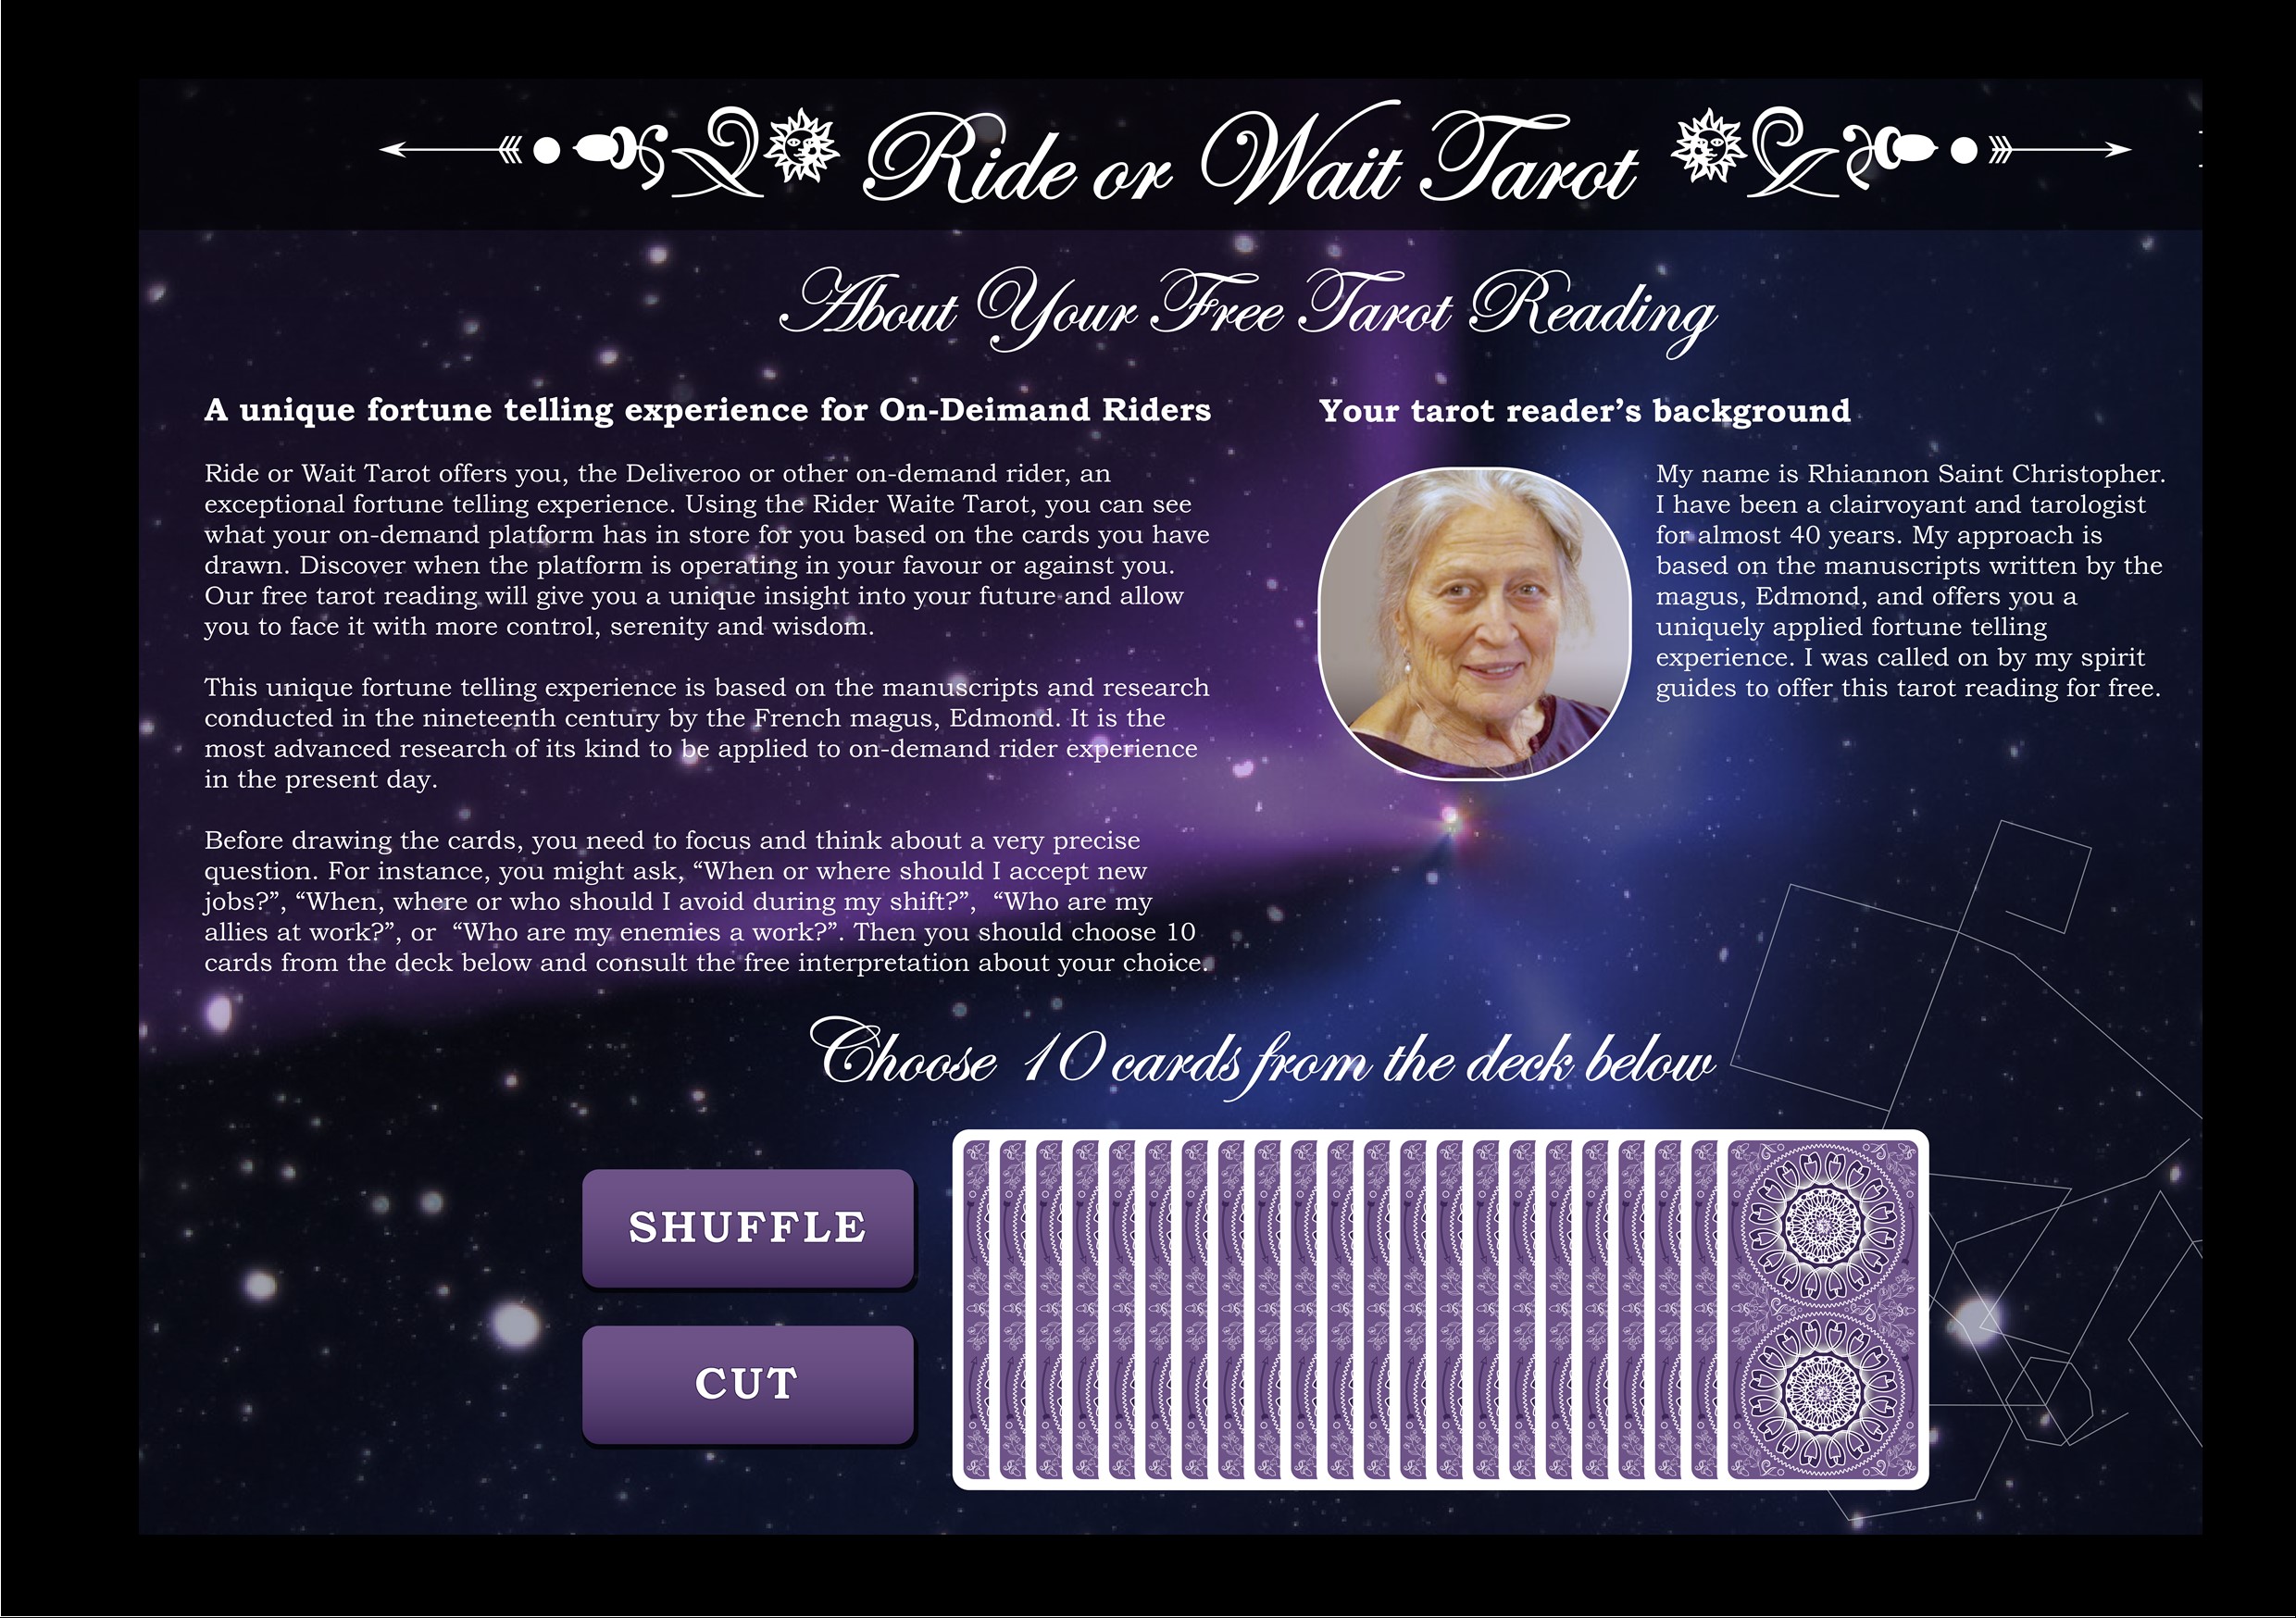 Ride or Wait Tarot
About Your Free Tarot Reading
A unique fortune telling experience for On-Deimand Riders
Ride or Wait Tarot offers you, the Deliveroo or other on-demand rider, an
exceptional fortune telling experience. Using the Rider Waite Tarot, you can see
what your on-demand platform has in store for you based on the cards you have
drawn. Discover when the platform is operating in your favour or against you.
Our free tarot reading will give you a unique insight into your future and allow
you to face it with more control, serenity and wisdom.
This unique fortune telling experience is based on the manuscripts and research
conducted in the nineteenth century by the French magus, Edmond. It is the
most advanced research of its kind to be applied to on-demand rider experience
in the present day.
Before drawing the cards, you need to focus and think about a very precise
question. For instance, you might ask, “When or where should I accept new
jobs?”, “When, where or who should I avoid during my shift?”,  “Who are my
allies at work?”, or  “Who are my enemies a work?”. Then you should choose 10
cards from the deck below and consult the free interpretation about your choice.
Your tarot reader’s background
My name is Rhiannon Saint Christopher.
I have been a clairvoyant and tarologist
for almost 40 years. My approach is
based on the manuscripts written by the
magus, Edmond, and offers you a
uniquely applied fortune telling
experience. I was called on by my spirit
guides to offer this tarot reading for free.
Choose 10 cards from the deck below
SHUFFLE
CUT